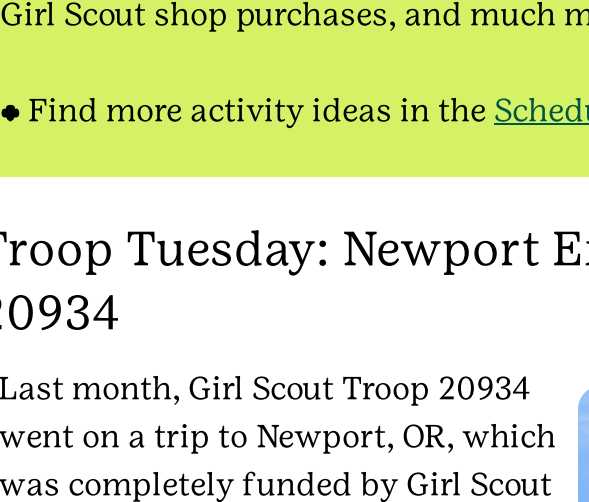 Girl Scout shop purchases, and much
Find more activity ideas in the
Troop Tuesday: Newport
20934
Last month, Girl Scout Troop 20934
went on a trip to Newport, OR, which
was completely funded by Girl Scout